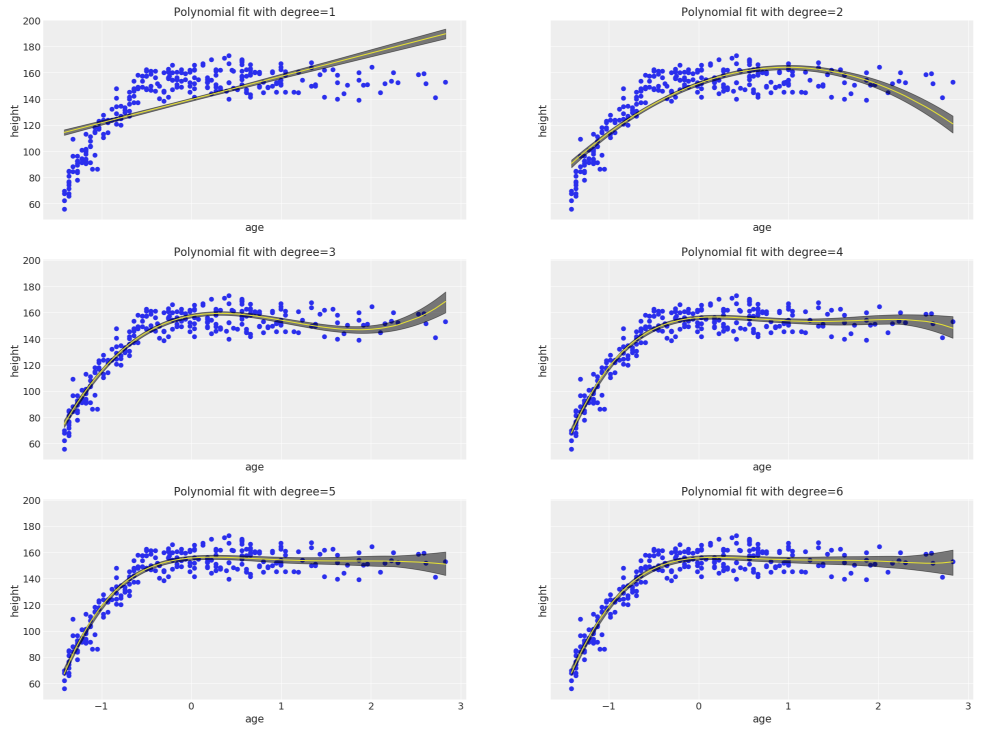 Polynomial fit with degree=1
200
180
160
140
120
100
80
60
height
age
Polynomial fit with degree=2
height
age
Polynomial fit with degree=3
200
180
160
140
120
100
80
60
height
age
Polynomial fit with degree=4
height
age
Polynomial fit with degree=5
200
180
160
140
120
100
80
60
height
−1 0 1 2 3
age
Polynomial fit with degree=6
height
−1 0 1 2 3
age